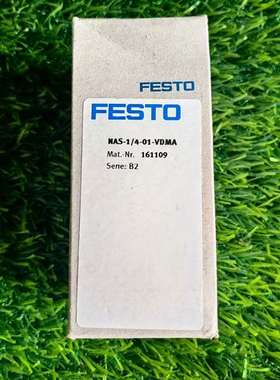 FESTO
FESTO
NAS-1/4-01-VDMA
Mat.-Nr. 161109
Serie: B2